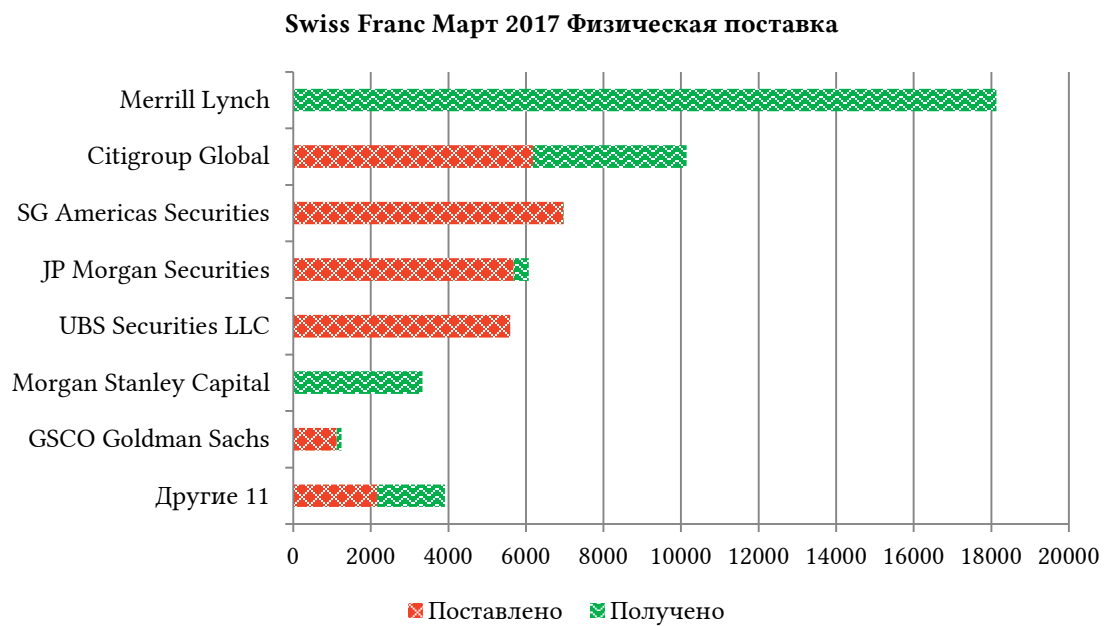 Swiss Franc Март 2017 Физическая поставка
Merrill Lynch
Citigroup Global
SG Americas Securities
JP Morgan Securities
UBS Securities LLC
Morgan Stanley Capital
GSCO Goldman Sachs
Другие 11
0 2000 4000 6000 8000 10000 12000 14000 16000 18000 20000
Поставлено Получено